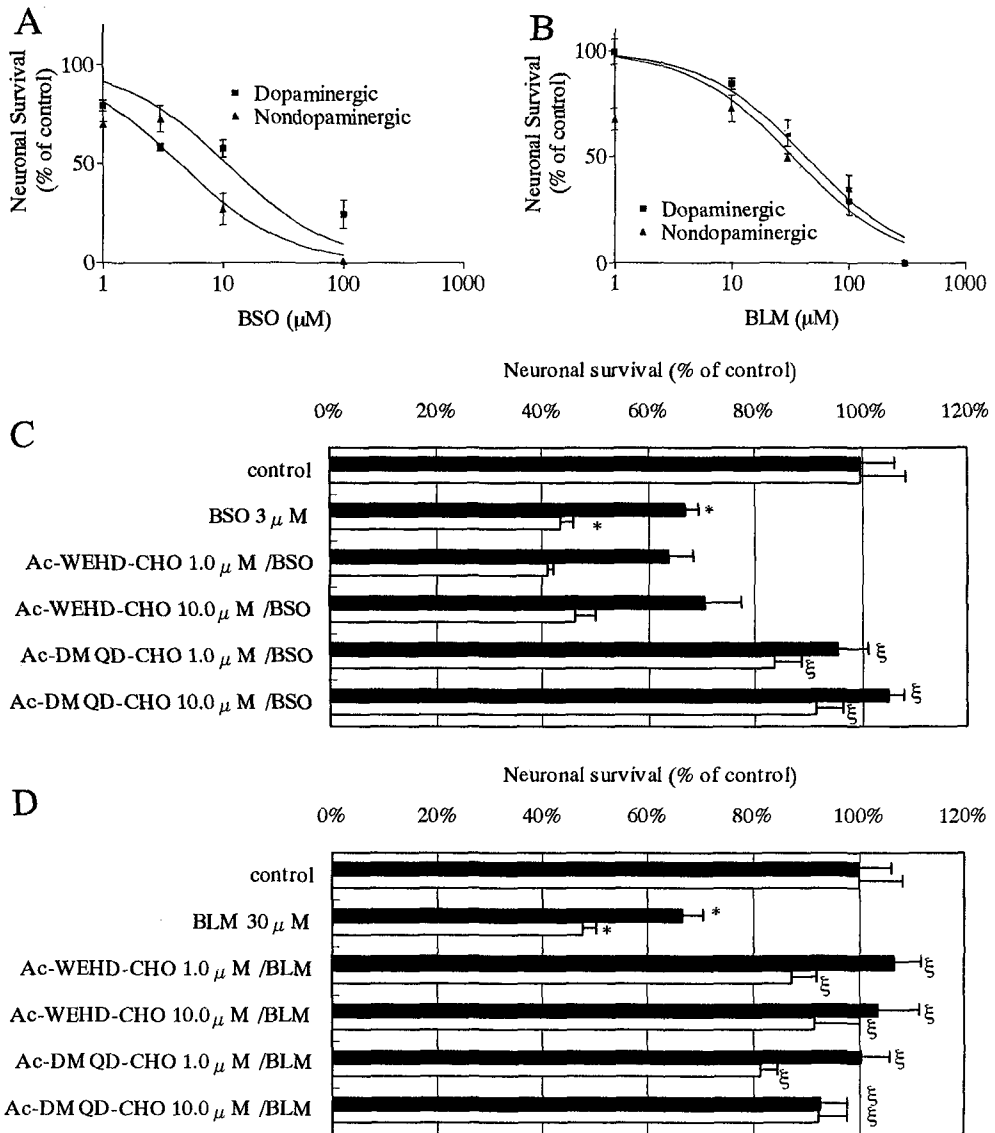 A
Neuronal Survival
(% of control)
100
50
0
Dopaminergic
Nondopaminergic
1 10 100 1000
BSO (μM)
B
Neuronal Survival
(% of control)
100
50
0
Dopaminergic
Nondopaminergic
1 10 100 1000
BLM (μM)
C
Neuronal survival (% of control)
0% 20% 40% 60% 80% 100% 120%
control
BSO 3 μ M
*
*
Ac-WEHD-CHO 1.0 μ M /BSO
Ac-WEHD-CHO 10.0 μ M /BSO
Ac-DMQD-CHO 1.0 μ M /BSO
ξ
ξ
Ac-DMQD-CHO 10.0 μ M /BSO
ξ
ξ
D
Neuronal survival (% of control)
0% 20% 40% 60% 80% 100% 120%
control
BLM 30 μ M
*
*
Ac-WEHD-CHO 1.0 μ M /BLM
ξ
ξ
Ac-WEHD-CHO 10.0 μ M /BLM
ξ
ξ
Ac-DMQD-CHO 1.0 μ M /BLM
ξ
ξ
Ac-DMQD-CHO 10.0 μ M /BLM
ξ
ξ